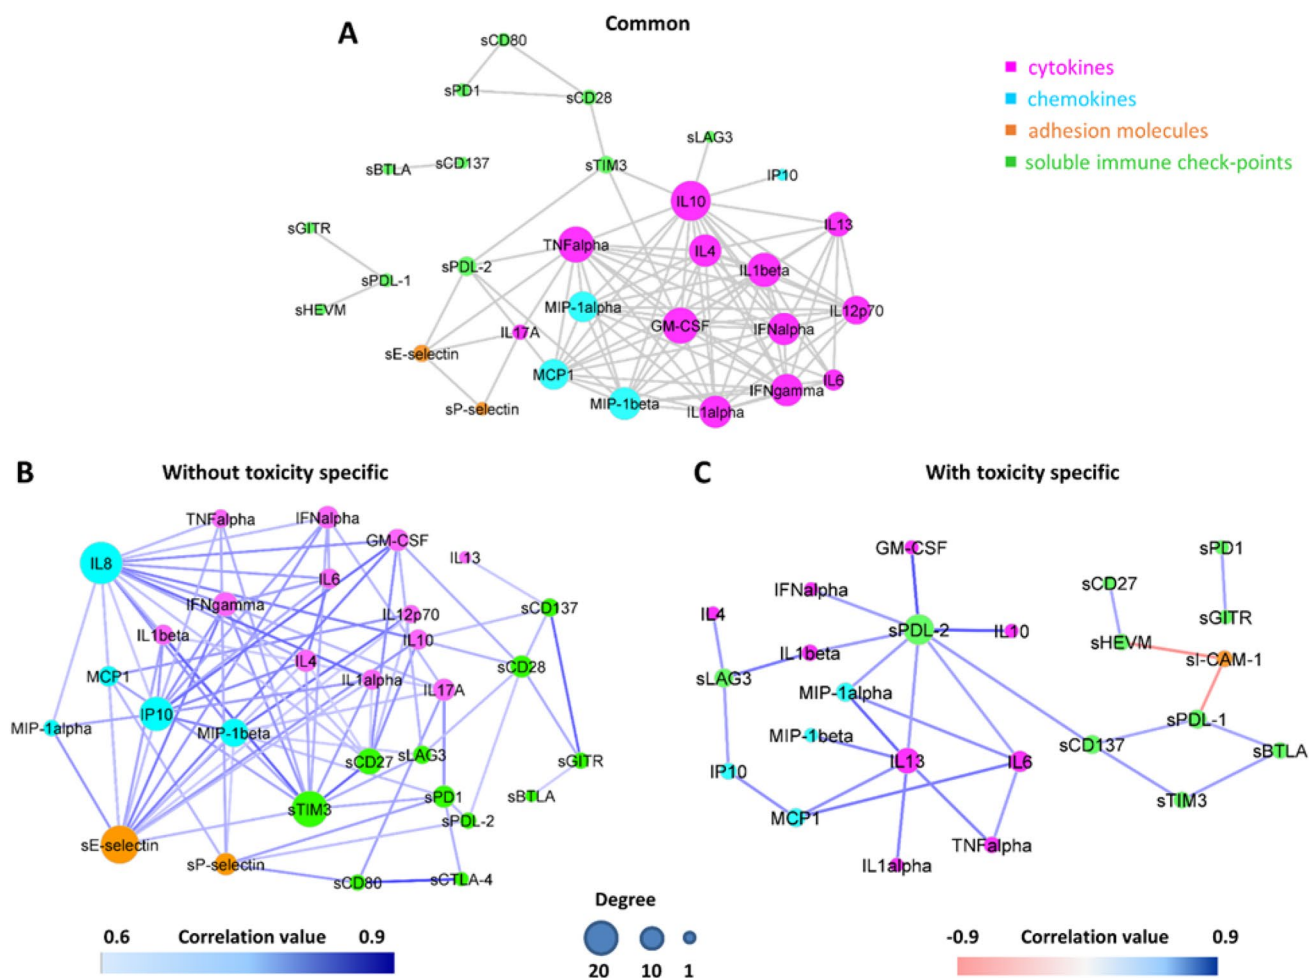 A
Common
sCD80
sPD1
sCD28
sLAG3
sBTLA
sCD137
sTIM3
IP10
IL10
sGITR
TNFalpha
IL4
IL13
sPDL-2
IL1beta
sPDL-1
sHEVM
MIP-1alpha
GM-CSF
IFNalpha
IL12p70
IL17A
sE-selectin
MCP1
IL6
IFNgamma
MIP-1beta
IL1alpha
sP-selectin
cytokines
chemokines
adhesion molecules
soluble immune check-points
B
Without toxicity specific
TNFalpha
IFNalpha
GM-CSF
IL8
IL13
IL6
IFNgamma
IL12p70
sCD137
IL1beta
IL10
IL4
sCD28
MCP1
IL1alpha
IL17A
IP10
MIP-1alpha
MIP-1beta
sCD27
sLAG3
sGITR
sPD1
sBTLA
sTIM3
sPDL-2
sE-selectin
sP-selectin
sCD80
sCTLA-4
0.6
Correlation value
0.9
C
With toxicity specific
GM-CSF
sPD1
IFNalpha
sCD27
IL4
sPDL-2
IL10
sGITR
sHEVM
IL1beta
sI-CAM-1
sLAG3
MIP-1alpha
sPDL-1
MIP-1beta
sCD137
sBTLA
IP10
IL13
IL6
sTIM3
MCP1
TNFalpha
IL1alpha
Degree
20
10
1
-0.9
Correlation value
0.9